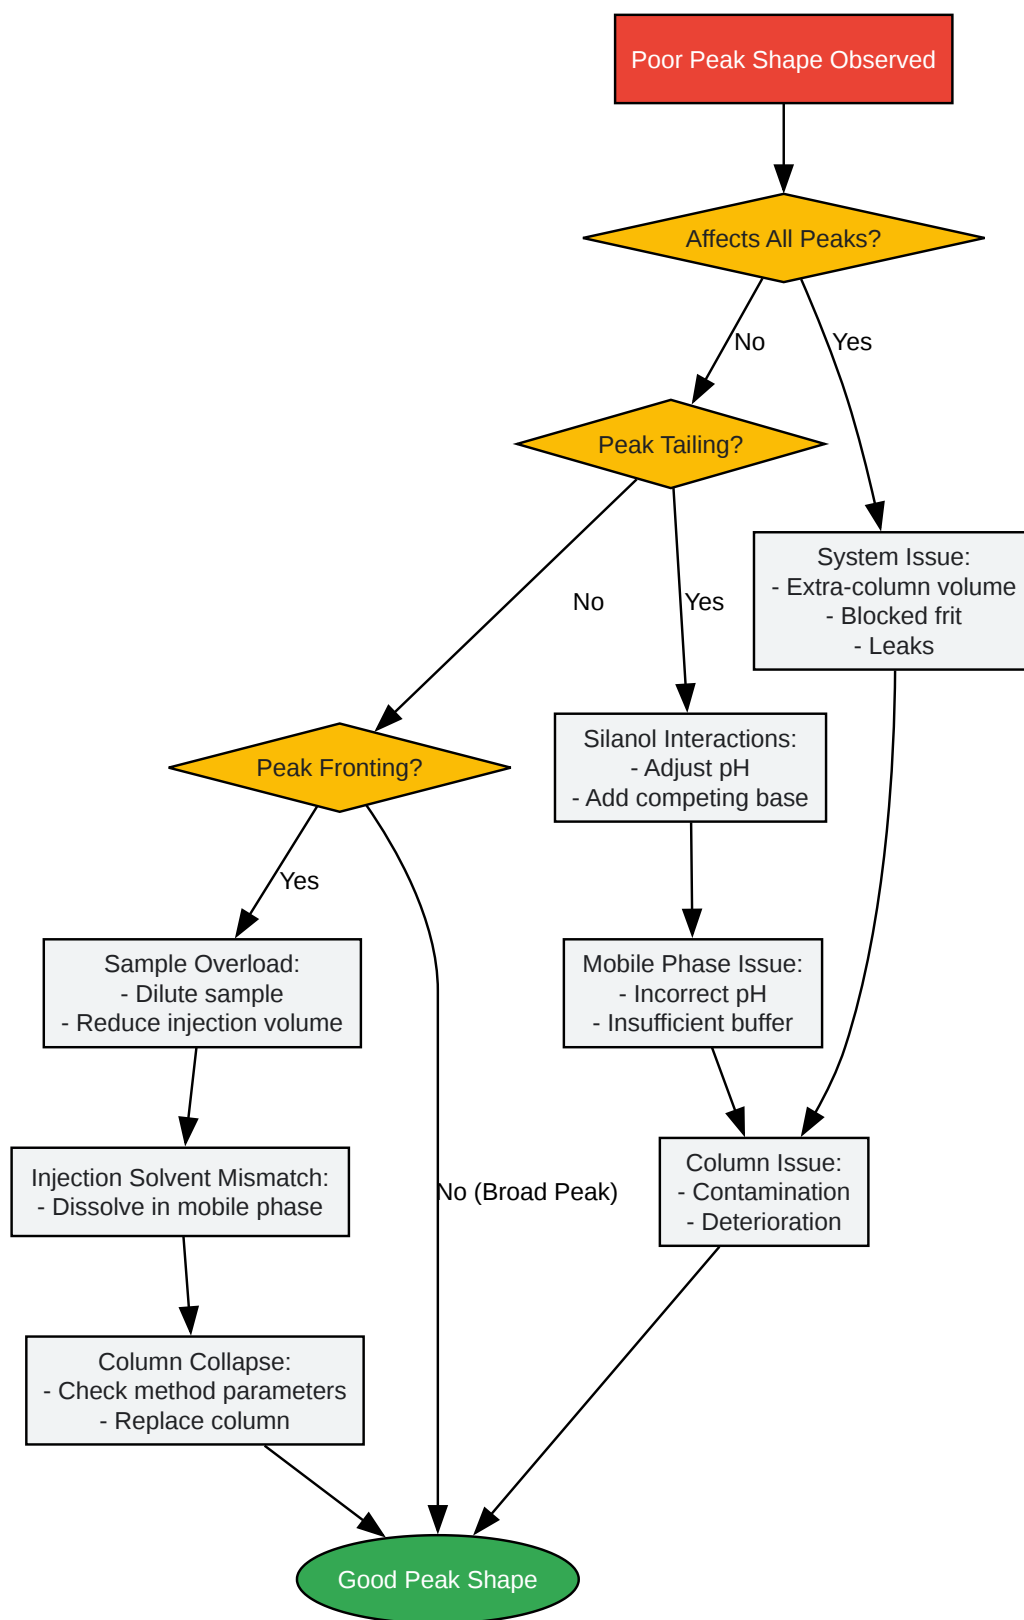 Poor Peak Shape Observed
Affects All Peaks?
No
Yes
Peak Tailing?
No
Yes
System Issue:
- Extra-column volume
- Blocked frit
- Leaks
Silanol Interactions:
- Adjust pH
- Add competing base
Peak Fronting?
Yes
Sample Overload:
- Dilute sample
- Reduce injection volume
Mobile Phase Issue:
- Incorrect pH
- Insufficient buffer
Injection Solvent Mismatch:
- Dissolve in mobile phase
No (Broad Peak)
Column Issue:
- Contamination
- Deterioration
Column Collapse:
- Check method parameters
- Replace column
Good Peak Shape